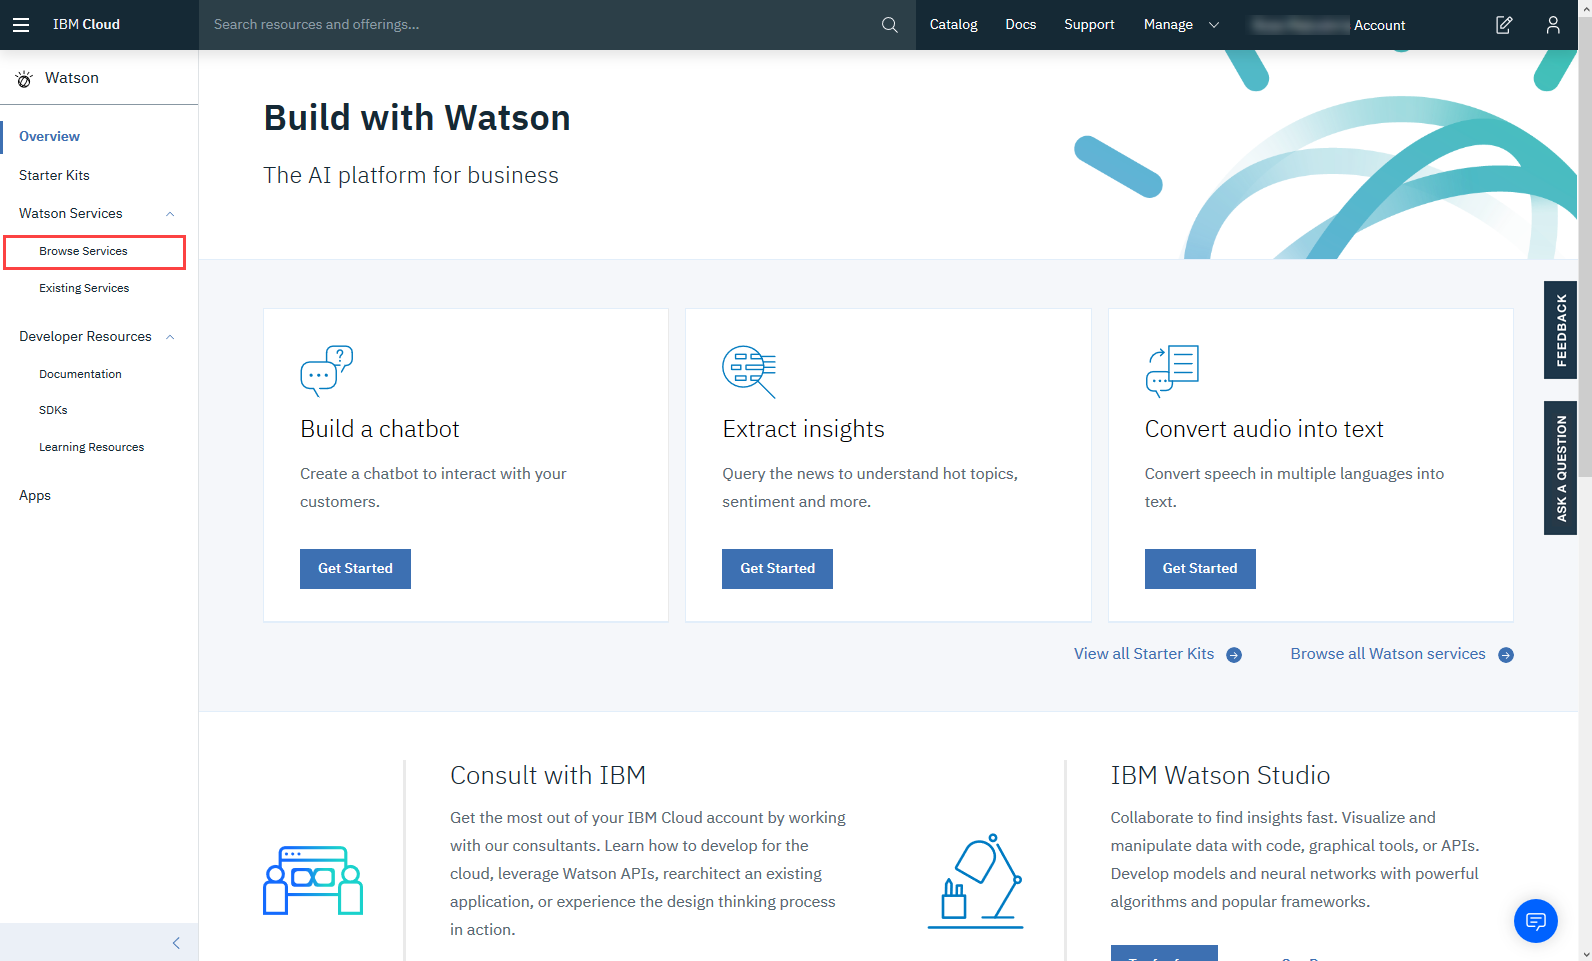 IBM Cloud
Search resources and offerings...
Catalog
Docs
Support
Manage
Account
Watson
Overview
Starter Kits
Watson Services
Browse Services
Existing Services
Developer Resources
Documentation
SDKs
Learning Resources
Apps
Build with Watson
The AI platform for business
Build a chatbot
Create a chatbot to interact with your
customers.
Get Started
Extract insights
Query the news to understand hot topics,
sentiment and more.
Get Started
Convert audio into text
Convert speech in multiple languages into
text.
Get Started
View all Starter Kits
Browse all Watson services
FEEDBACK
ASK A QUESTION
Consult with IBM
Get the most out of your IBM Cloud account by working
with our consultants. Learn how to develop for the
cloud, leverage Watson APIs, rearchitect an existing
application, or experience the design thinking process
in action.
IBM Watson Studio
Collaborate to find insights fast. Visualize and
manipulate data with code, graphical tools, or APIs.
Develop models and neural networks with powerful
algorithms and popular frameworks.